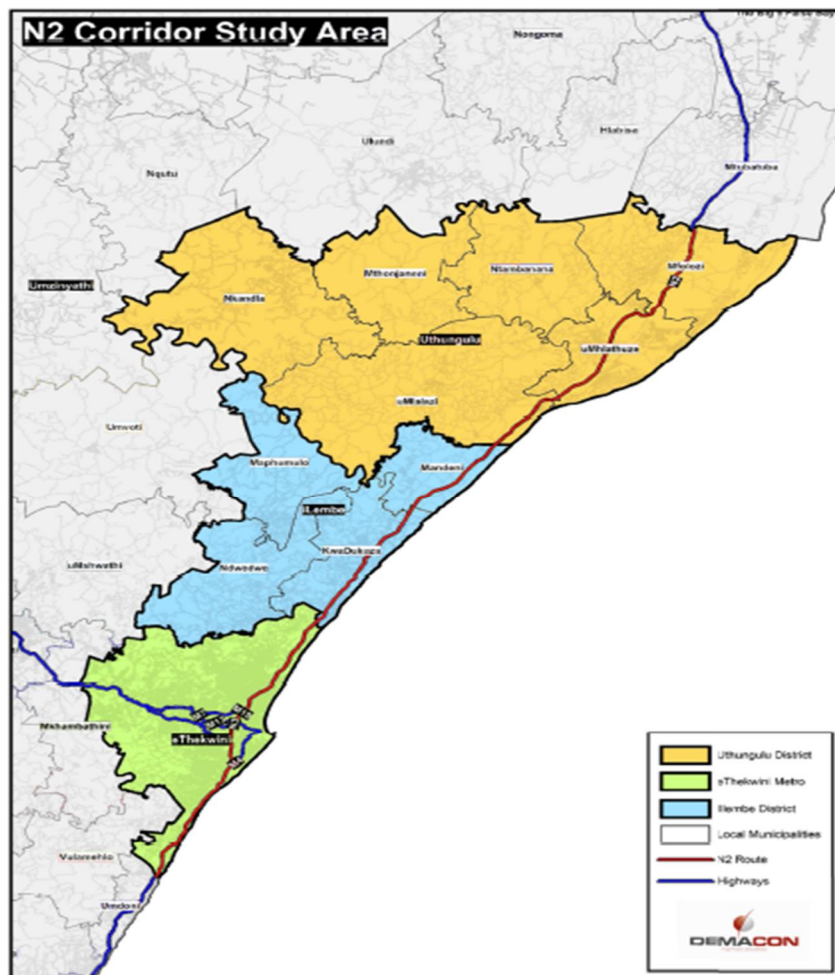 N2 Corridor Study Area
Nongoma
Ulundi
Hlabisa
Nqutu
Mtubatuba
Umzinyathi
Mthonjaneni
Ntambanana
Mfolozi
Nkandla
Uthungulu
uMhlathuze
uMlalazi
Umvoti
Maphumulo
Mandeni
iLembe
KwaDukuza
uMshwathi
Ndwedwe
Mkhambathini
eThekwini
Vulamehlo
Umdoni
Uthungulu District
eThekwini Metro
Ilembe District
Local Municipalities
N2 Route
Highways
DEMACON